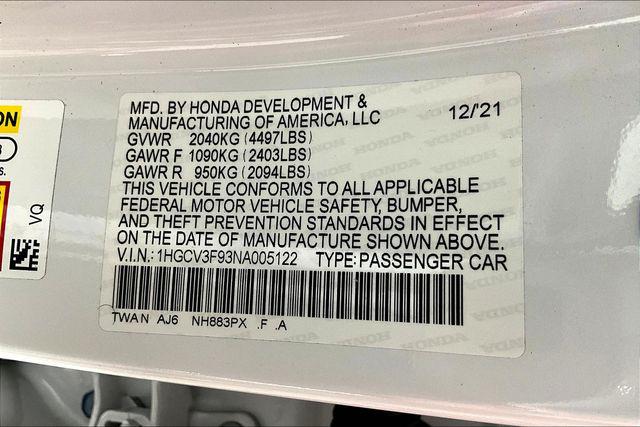 MFD. BY HONDA DEVELOPMENT &
MANUFACTURING OF AMERICA, LLC 12/'21
GVWR 2040KG (4497LBS)
GAWR F 1090KG (2403LBS)
GAWR R 950KG (2094LBS)
THIS VEHICLE CONFORMS TO ALL APPLICABLE
FEDERAL MOTOR VEHICLE SAFETY, BUMPER,
AND THEFT PREVENTION STANDARDS IN EFFECT
ON THE DATE OF MANUFACTURE SHOWN ABOVE.
V.I.N.: 1HGCV3F93NA005122 TYPE: PASSENGER CAR
TWAN AJ6 NH883PX .F .A
VQ